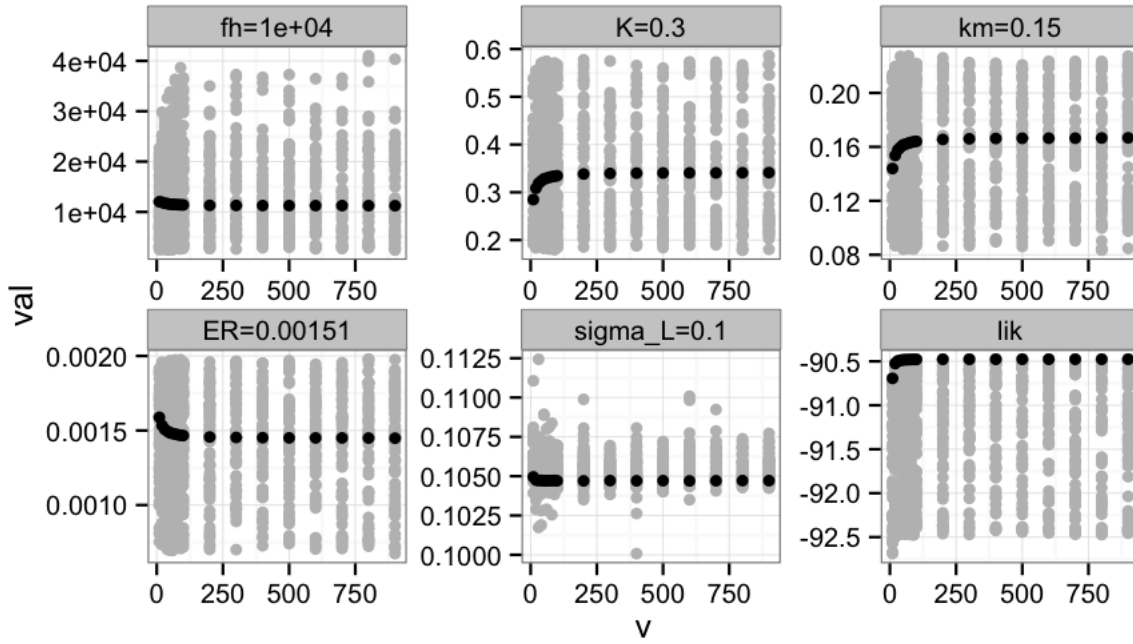 fh=1e+04
K=0.3
km=0.15
4e+04
3e+04
2e+04
1e+04
0.6
0.5
0.4
0.3
0.2
0.20
0.16
0.12
0.08
0 250 500 750
0 250 500 750
0 250 500 750
val
ER=0.00151
sigma_L=0.1
lik
0.0020
0.0015
0.0010
0.1125
0.1100
0.1075
0.1050
0.1025
0.1000
-90.5
-91.0
-91.5
-92.0
-92.5
0 250 500 750
0 250 500 750
0 250 500 750
v